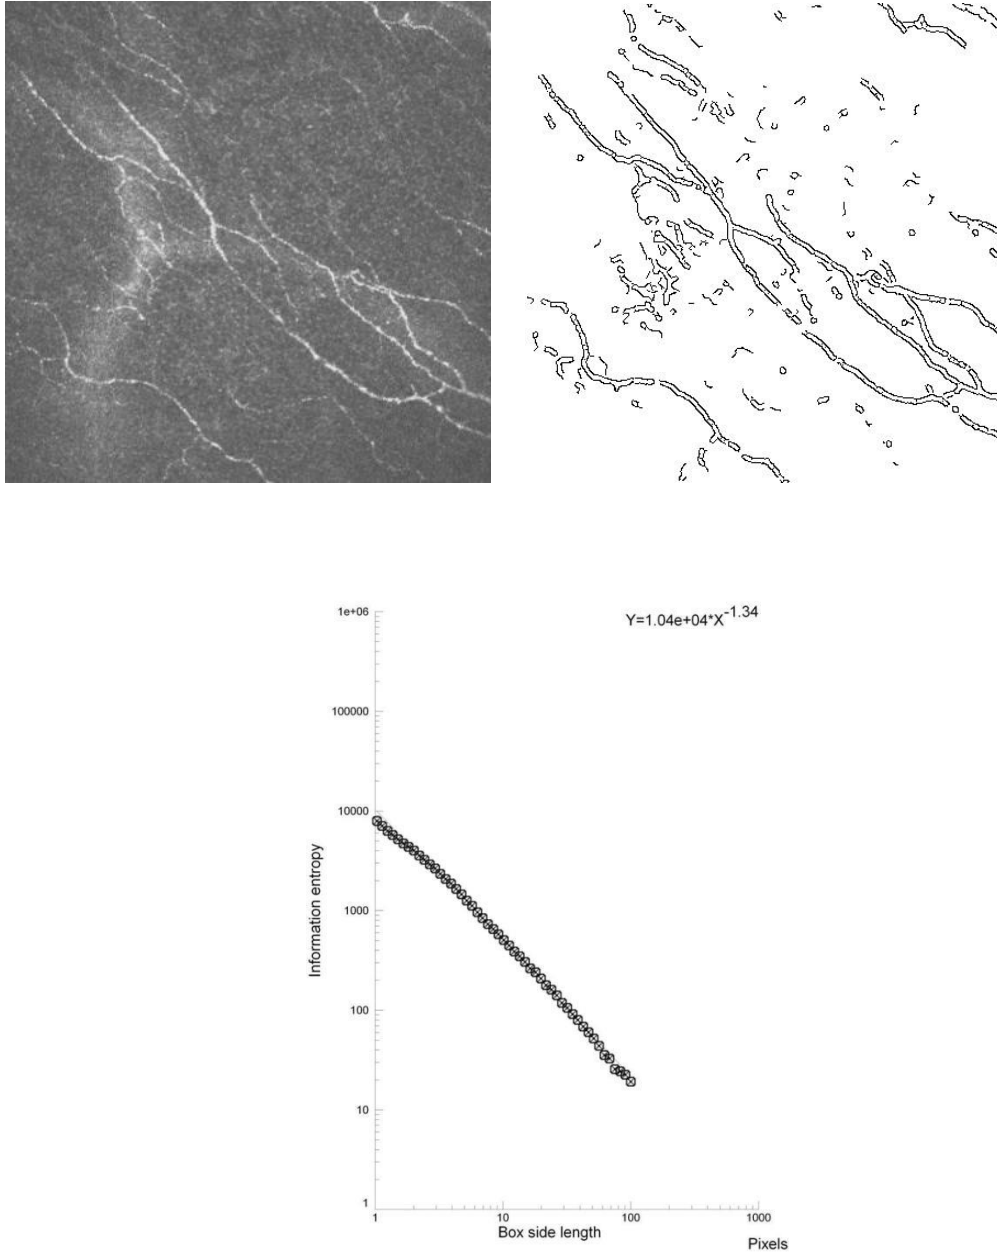 1e+06
Y=1.04e+04*X-1.34
100000
10000
1000
Information entropy
100
10
1
1 10 100 1000
Box side length
Pixels